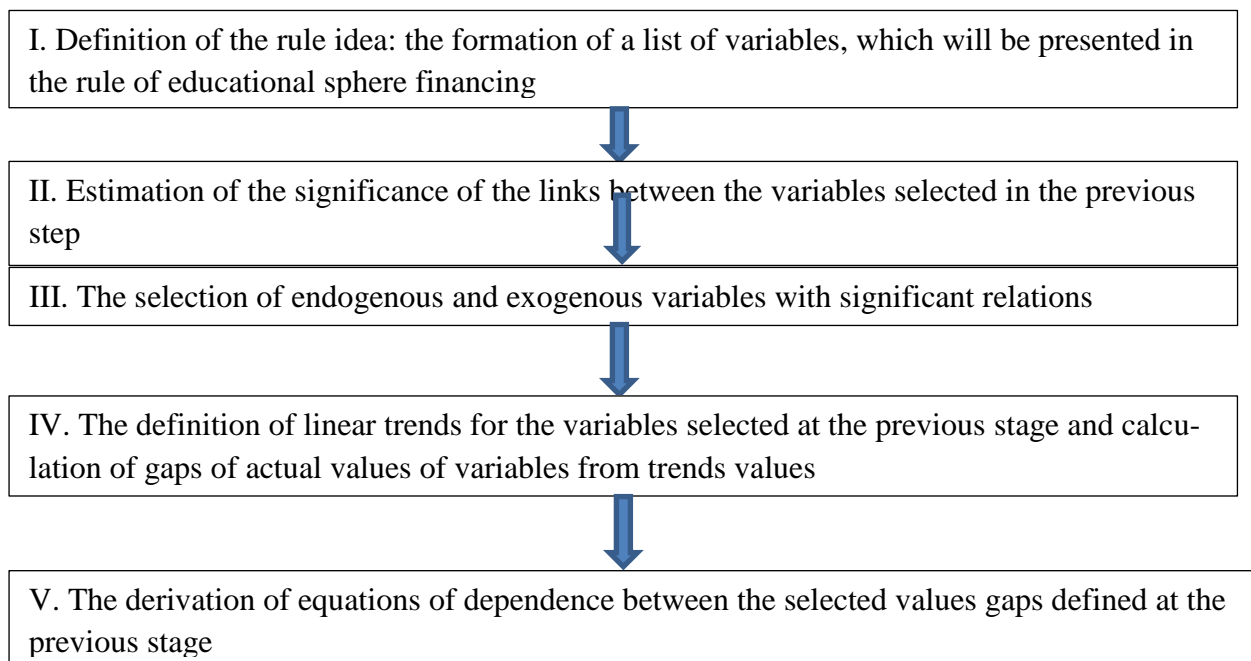 I. Definition of the rule idea: the formation of a list of variables, which will be presented in
the rule of educational sphere financing
II. Estimation of the significance of the links between the variables selected in the previous
step
III. The selection of endogenous and exogenous variables with significant relations
IV. The definition of linear trends for the variables selected at the previous stage and calcu-
lation of gaps of actual values of variables from trends values
V. The derivation of equations of dependence between the selected values gaps defined at the
previous stage